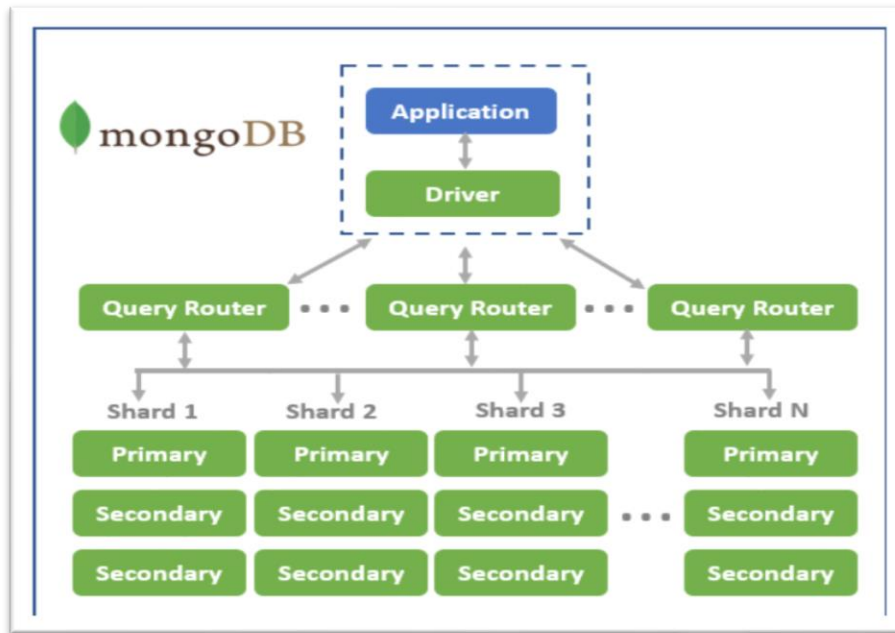 mongoDB
Application
Driver
Query Router Query Router Query Router
Shard 1 Shard 2 Shard 3 Shard N
Primary Primary Primary Primary
Secondary Secondary Secondary Secondary
Secondary Secondary Secondary Secondary